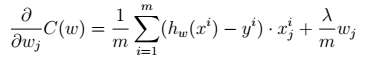 ∂/∂w_j C(w) = 1/m ∑_{i=1}^{m} (h_w(x^i) − y^i) · x_j^i + λ/m w_j